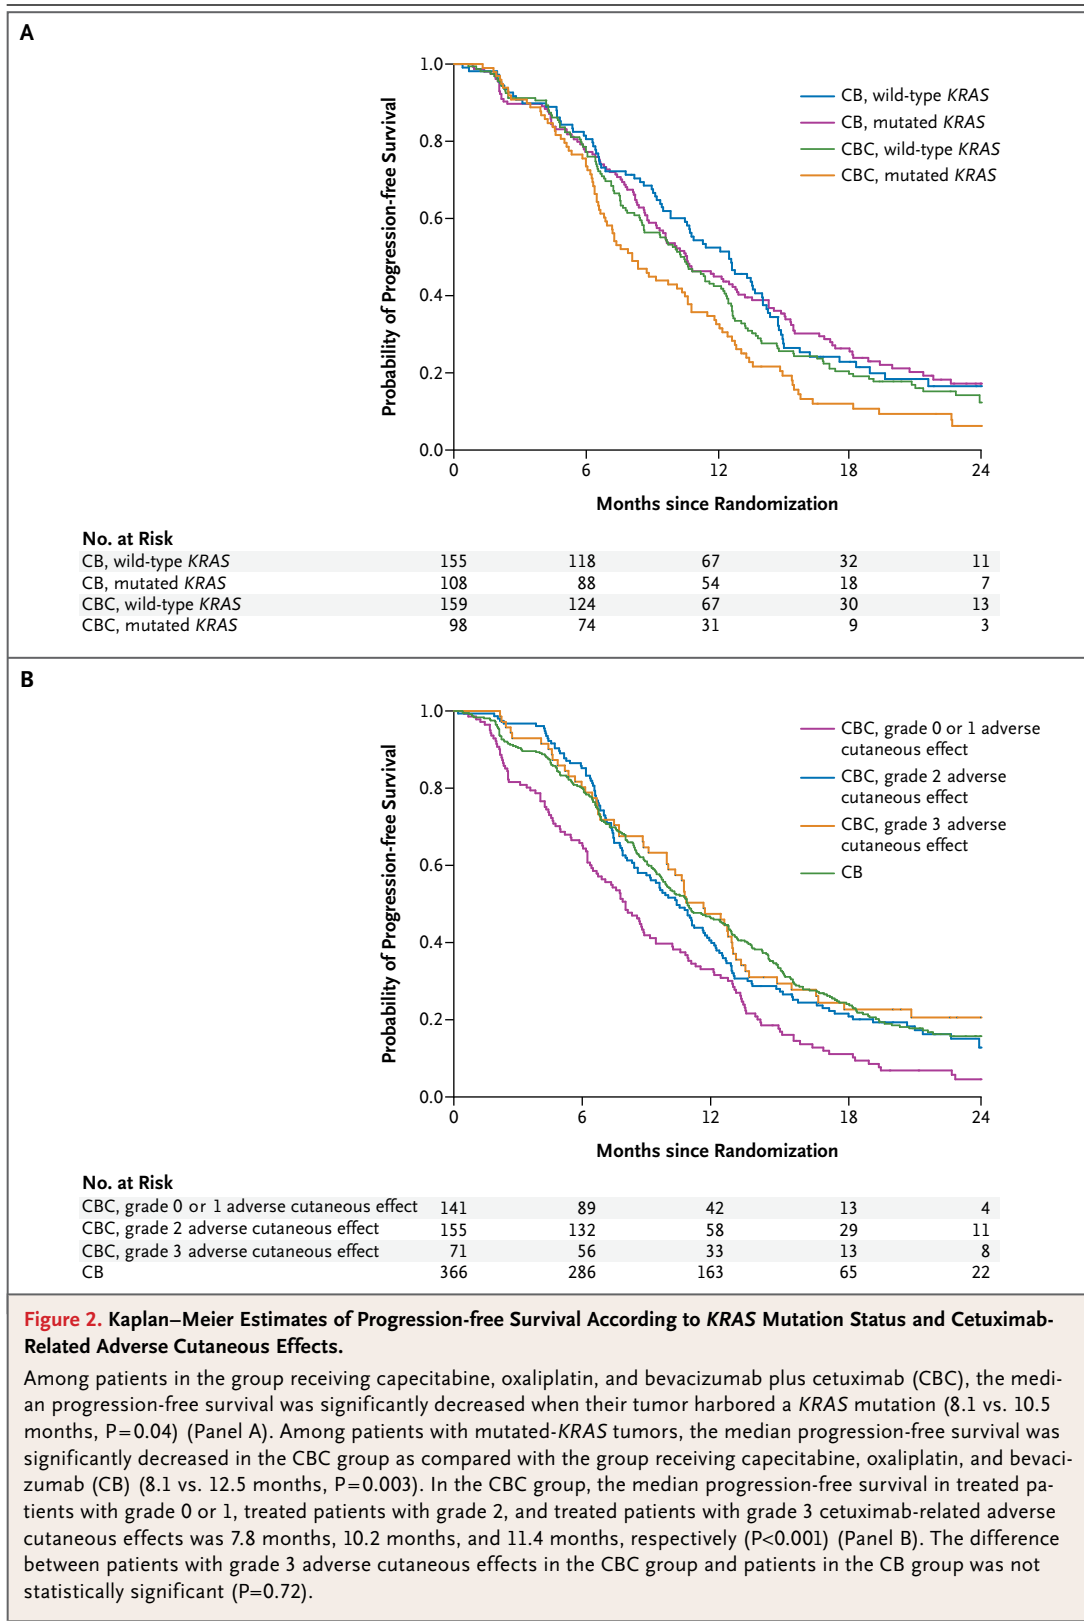 A
1.0
0.8
0.6
0.4
0.2
0.0
Probability of Progression-free Survival
CB, wild-type KRAS
CB, mutated KRAS
CBC, wild-type KRAS
CBC, mutated KRAS
0 6 12 18 24
Months since Randomization
No. at Risk
CB, wild-type KRAS 155 118 67 32 11
CB, mutated KRAS 108 88 54 18 7
CBC, wild-type KRAS 159 124 67 30 13
CBC, mutated KRAS 98 74 31 9 3
B
1.0
0.8
0.6
0.4
0.2
0.0
Probability of Progression-free Survival
CBC, grade 0 or 1 adverse
cutaneous effect
CBC, grade 2 adverse
cutaneous effect
CBC, grade 3 adverse
cutaneous effect
CB
0 6 12 18 24
Months since Randomization
No. at Risk
CBC, grade 0 or 1 adverse cutaneous effect 141 89 42 13 4
CBC, grade 2 adverse cutaneous effect 155 132 58 29 11
CBC, grade 3 adverse cutaneous effect 71 56 33 13 8
CB 366 286 163 65 22
Figure 2. Kaplan–Meier Estimates of Progression-free Survival According to KRAS Mutation Status and Cetuximab-
Related Adverse Cutaneous Effects.
Among patients in the group receiving capecitabine, oxaliplatin, and bevacizumab plus cetuximab (CBC), the medi-
an progression-free survival was significantly decreased when their tumor harbored a KRAS mutation (8.1 vs. 10.5
months, P=0.04) (Panel A). Among patients with mutated-KRAS tumors, the median progression-free survival was
significantly decreased in the CBC group as compared with the group receiving capecitabine, oxaliplatin, and bevaci-
zumab (CB) (8.1 vs. 12.5 months, P=0.003). In the CBC group, the median progression-free survival in treated pa-
tients with grade 0 or 1, treated patients with grade 2, and treated patients with grade 3 cetuximab-related adverse
cutaneous effects was 7.8 months, 10.2 months, and 11.4 months, respectively (P<0.001) (Panel B). The difference
between patients with grade 3 adverse cutaneous effects in the CBC group and patients in the CB group was not
statistically significant (P=0.72).